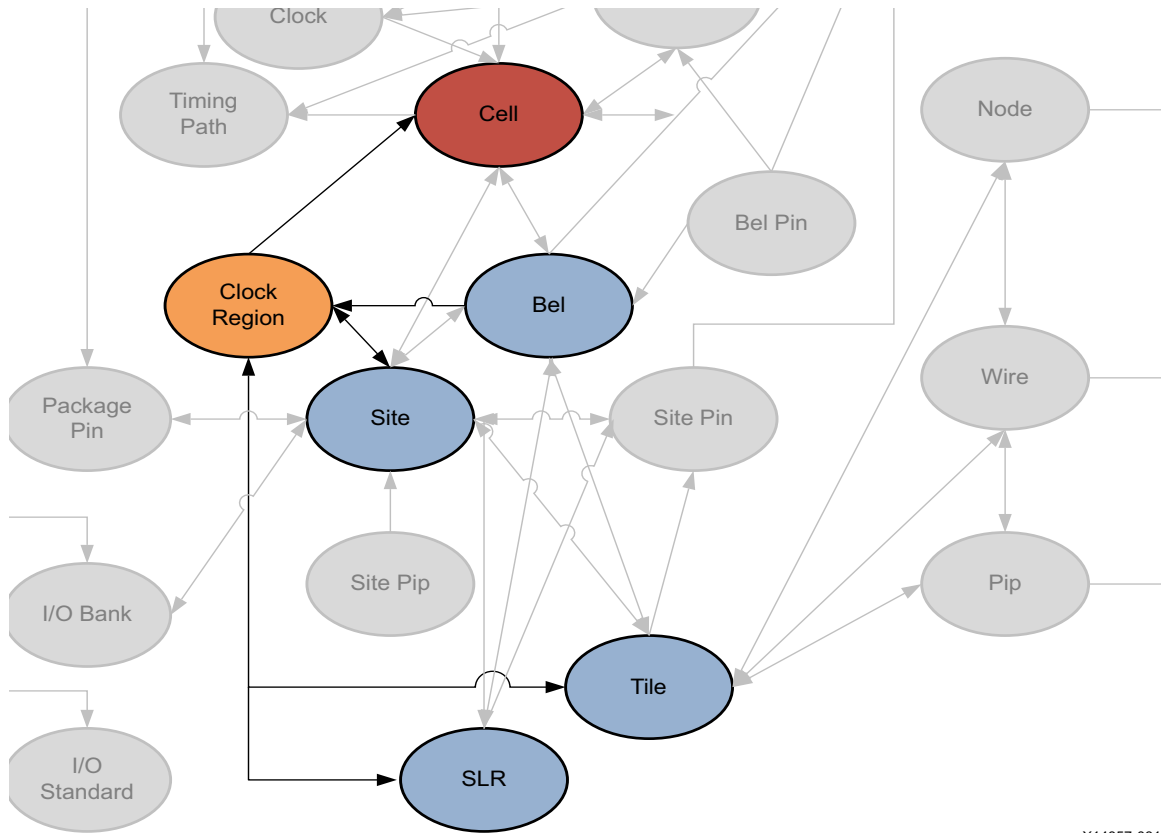 Clock
Timing
Path
Cell
Node
Bel Pin
Clock
Region
Bel
Package
Pin
Site
Site Pin
Wire
I/O Bank
Site Pip
Pip
Tile
I/O
Standard
SLR